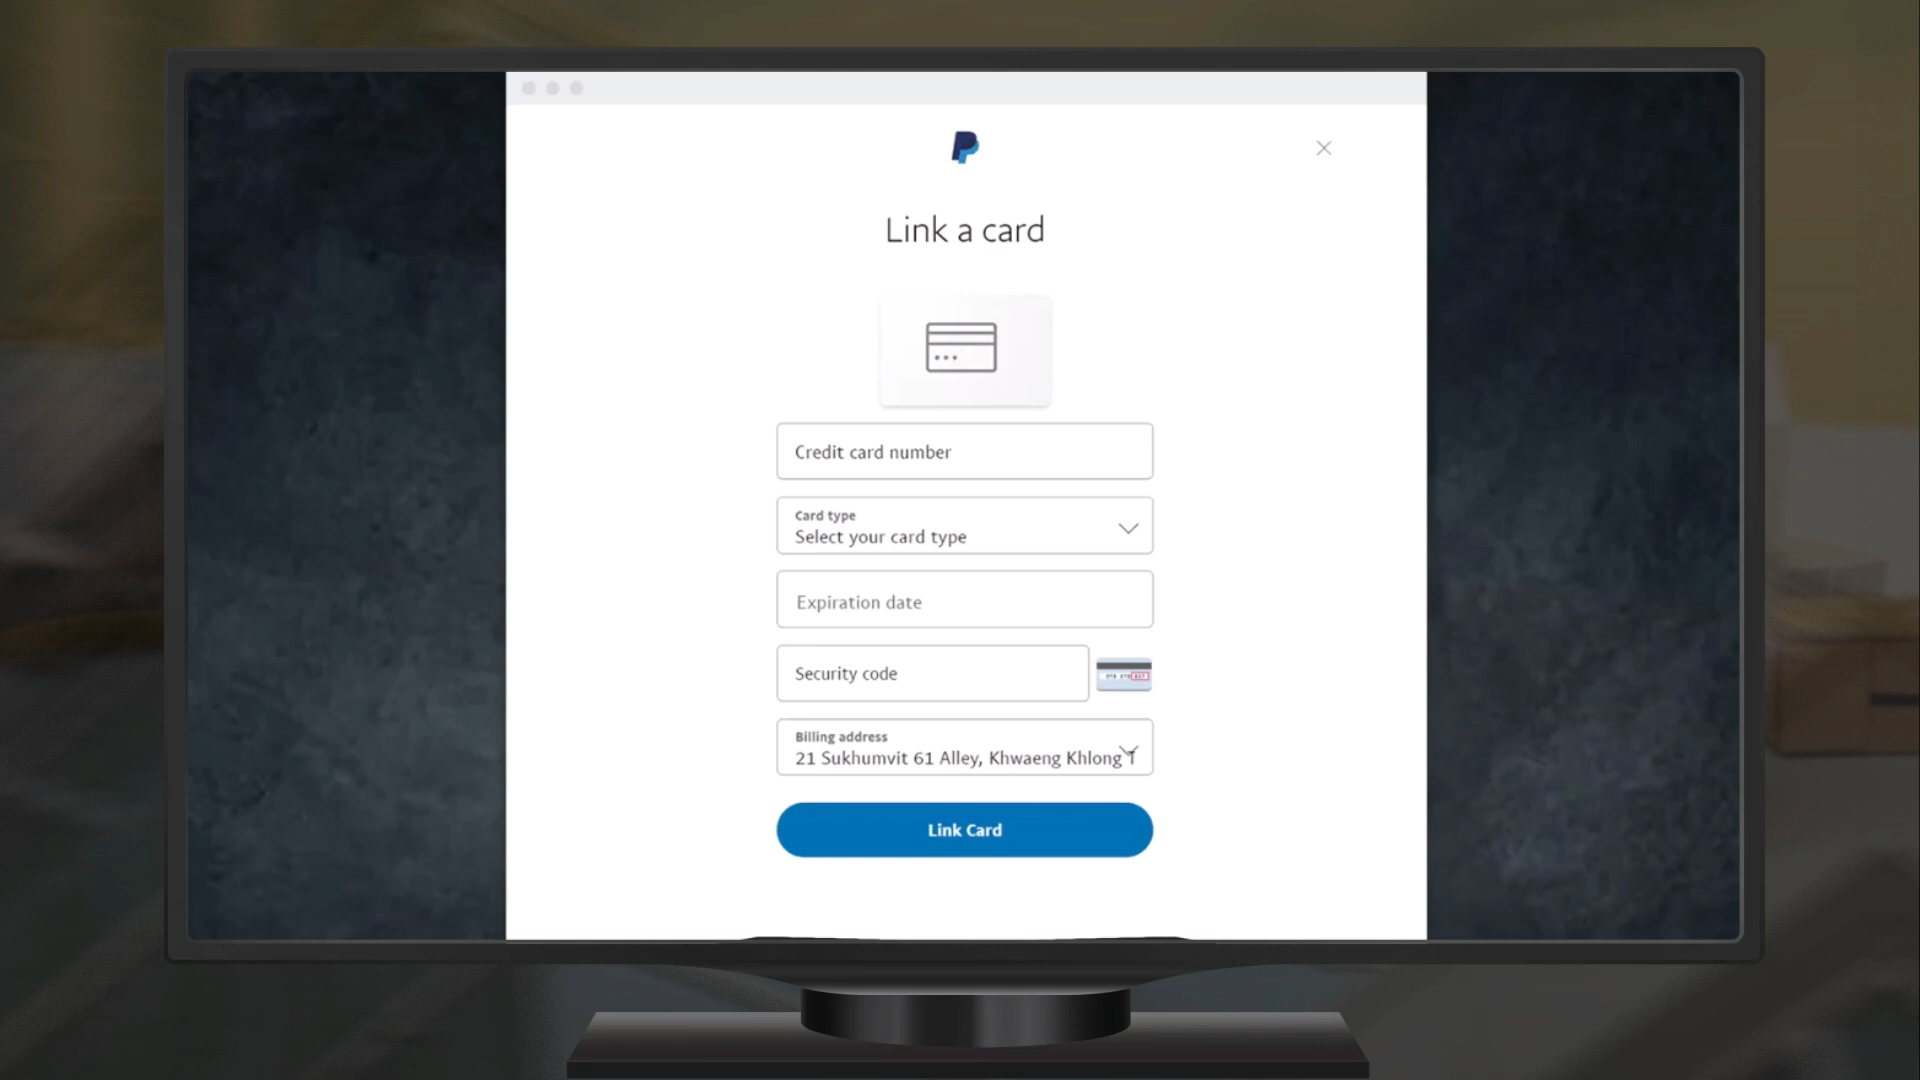 Link a card
Credit card number
Card type
Select your card type
Expiration date
Security code
Billing address
21 Sukhumvit 61 Alley, Khwaeng Khlong T
Link Card